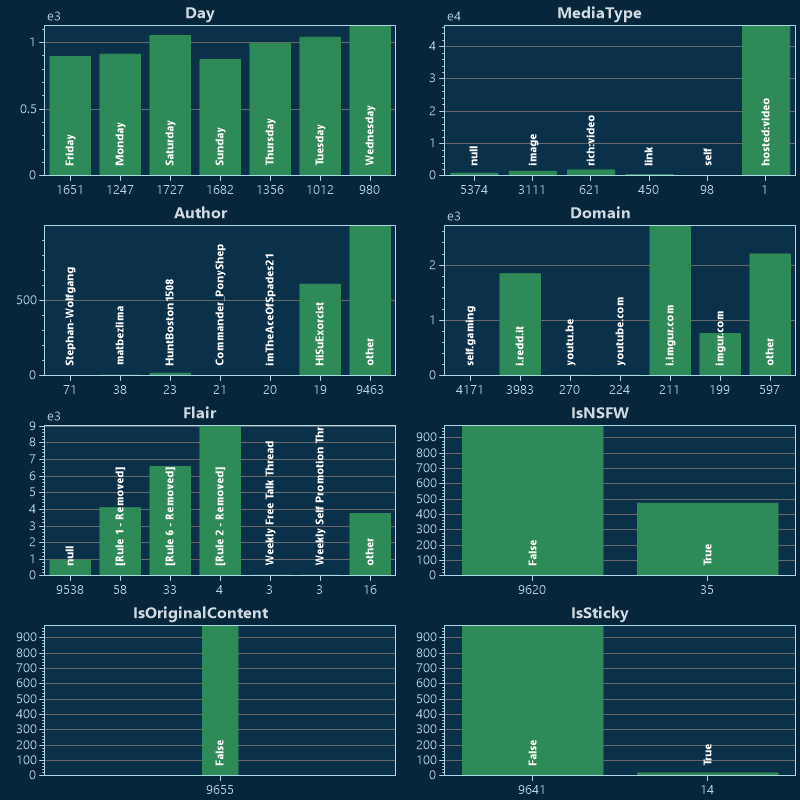 Day
e3
1
0.5
0
Friday
Monday
Saturday
Sunday
Thursday
Tuesday
Wednesday
1651 1247 1727 1682 1356 1012 980
MediaType
e4
4
3
2
1
0
null
image
rich:video
link
self
hosted:video
5374 3111 621 450 98 1
Author
500
0
Stephan-Wolfgang
matbezlima
HuntBoston1508
Commander_PonyShep
imTheAceOfSpades21
HiSuExorcist
other
71 38 23 21 20 19 9463
Domain
e3
2
1
0
self.gaming
i.redd.it
youtu.be
youtube.com
i.imgur.com
imgur.com
other
4171 3983 270 224 211 199 597
Flair
e3
9
8
7
6
5
4
3
2
1
0
null
[Rule 1 - Removed]
[Rule 6 - Removed]
[Rule 2 - Removed]
Weekly Free Talk Thread
Weekly Self Promotion Thr
other
9538 58 33 4 3 3 16
IsNSFW
900
800
700
600
500
400
300
200
100
0
False
True
9620 35
IsOriginalContent
900
800
700
600
500
400
300
200
100
0
False
9655
IsSticky
900
800
700
600
500
400
300
200
100
0
False
True
9641 14